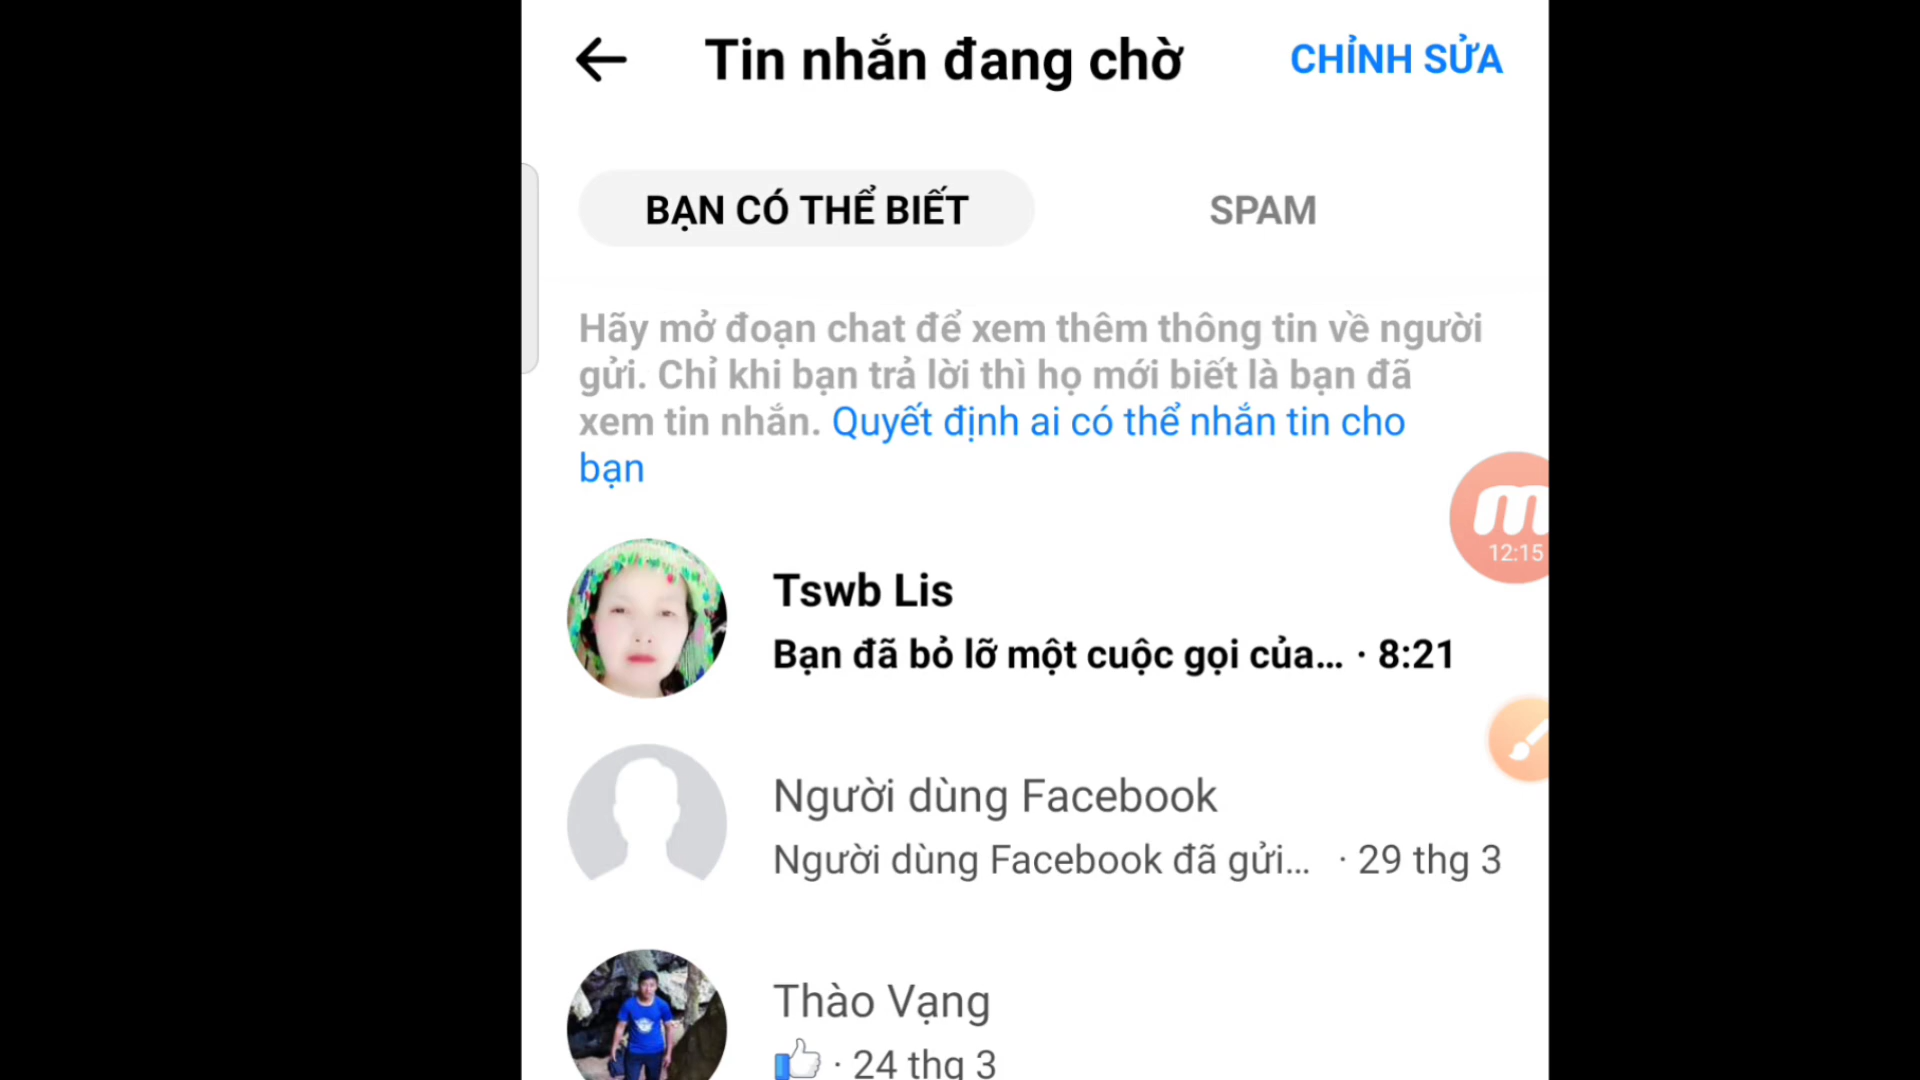 Tin nhắn đang chờ
CHỈNH SỬA
BẠN CÓ THỂ BIẾT
SPAM
Hãy mở đoạn chat để xem thêm thông tin về người
gửi. Chỉ khi bạn trả lời thì họ mới biết là bạn đã
xem tin nhắn. Quyết định ai có thể nhắn tin cho
bạn
m
12:15
Tswb Lis
Bạn đã bỏ lỡ một cuộc gọi của... · 8:21
Người dùng Facebook
Người dùng Facebook đã gửi... · 29 thg 3
Thào Vạng
· 24 thg 3